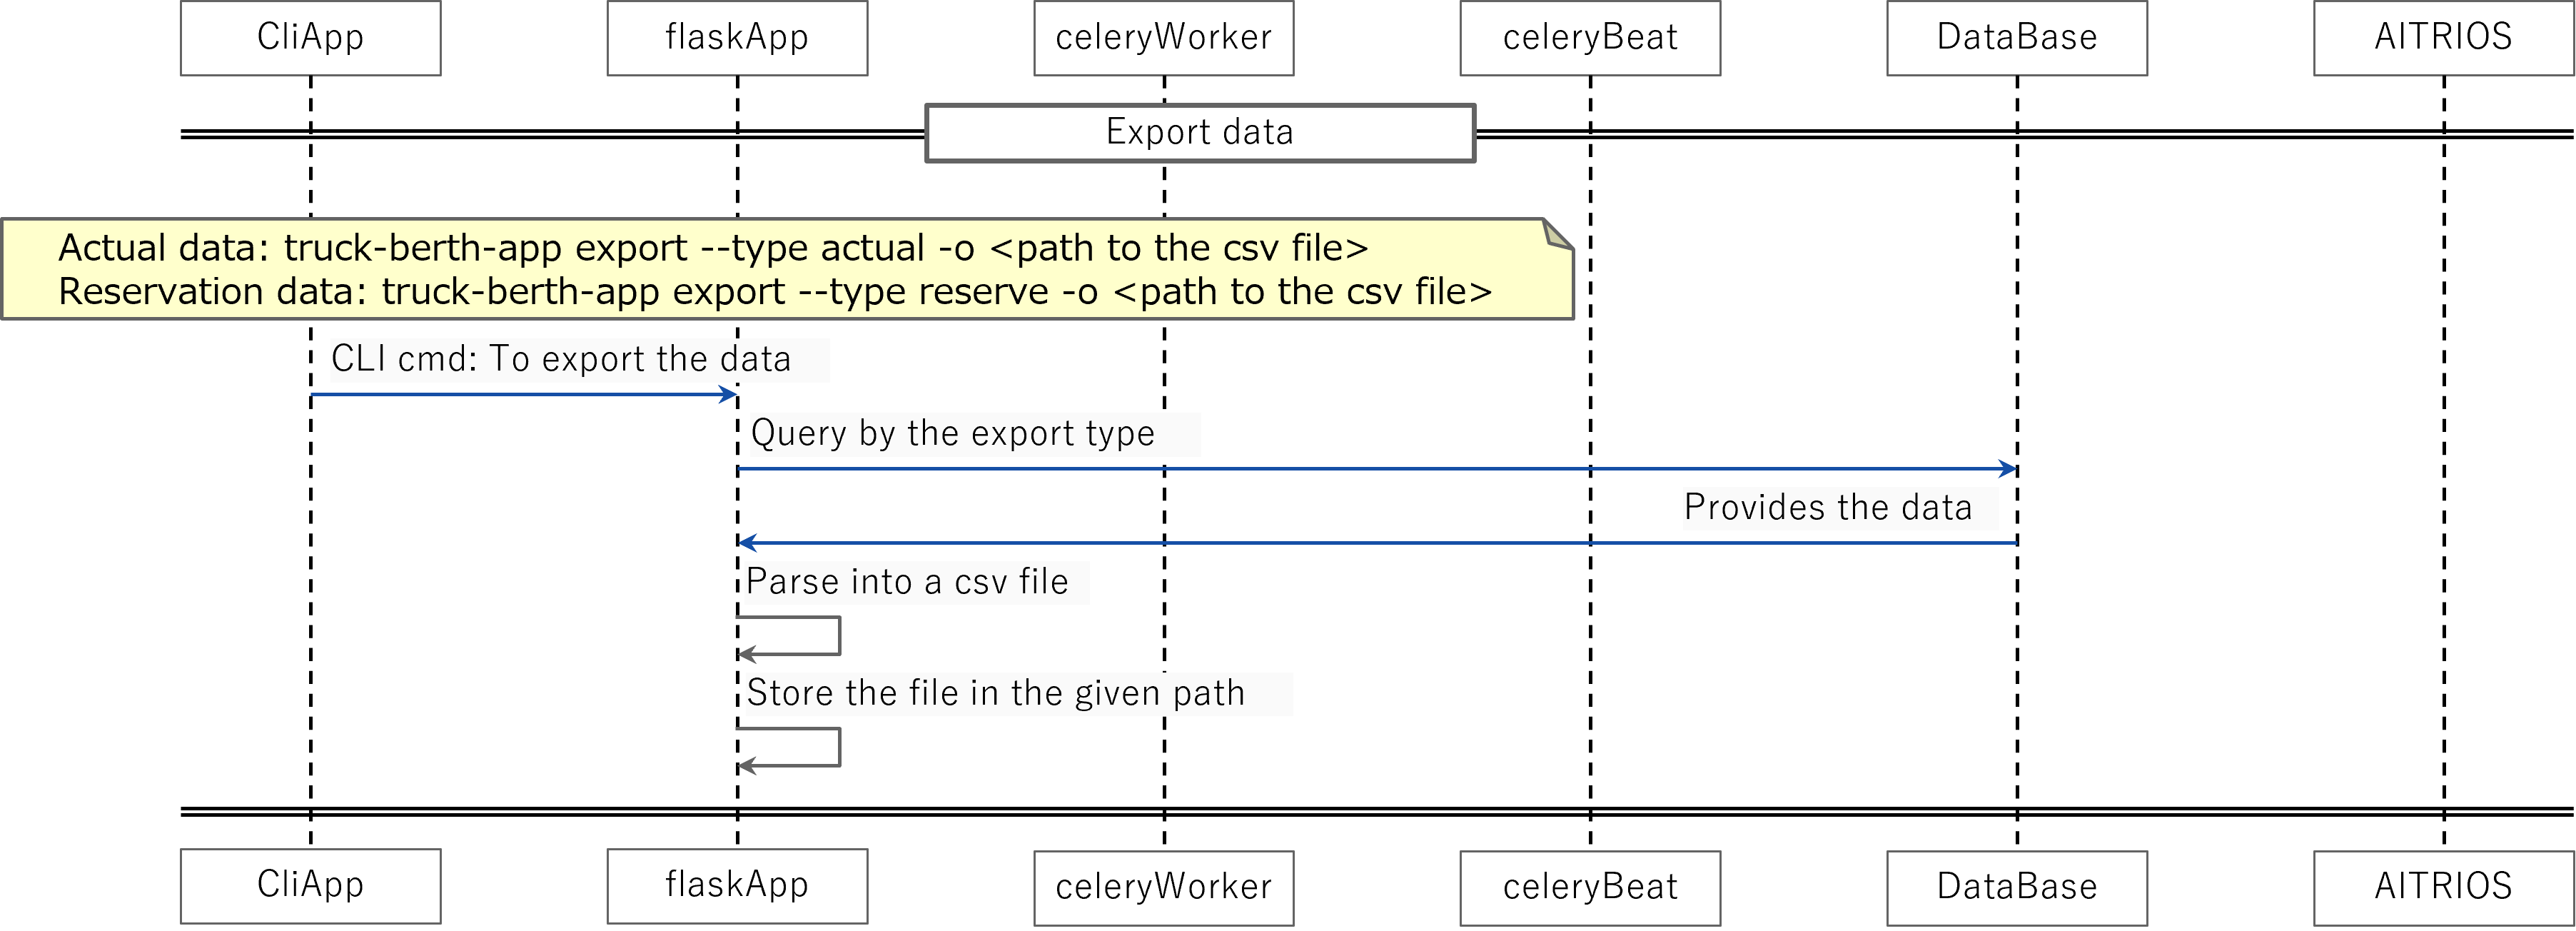 CliApp
flaskApp
celeryWorker
celeryBeat
DataBase
AITRIOS
Export data
Actual data: truck-berth-app export --type actual -o <path to the csv file>
Reservation data: truck-berth-app export --type reserve -o <path to the csv file>
CLI cmd: To export the data
Query by the export type
Provides the data
Parse into a csv file
Store the file in the given path
CliApp
flaskApp
celeryWorker
celeryBeat
DataBase
AITRIOS